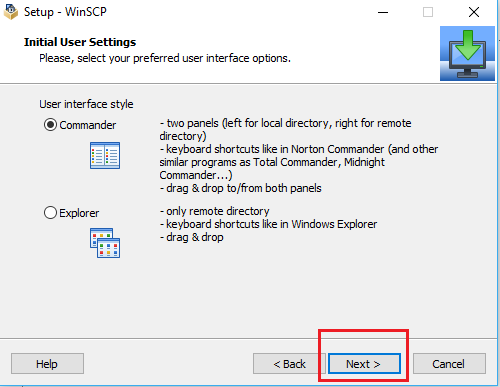 Setup - WinSCP
Initial User Settings
Please, select your preferred user interface options.
User interface style
Commander
- two panels (left for local directory, right for remote
directory)
- keyboard shortcuts like in Norton Commander (and other
similar programs as Total Commander, Midnight
Commander...)
- drag & drop to/from both panels
Explorer
- only remote directory
- keyboard shortcuts like in Windows Explorer
- drag & drop
Help
< Back
Next >
Cancel